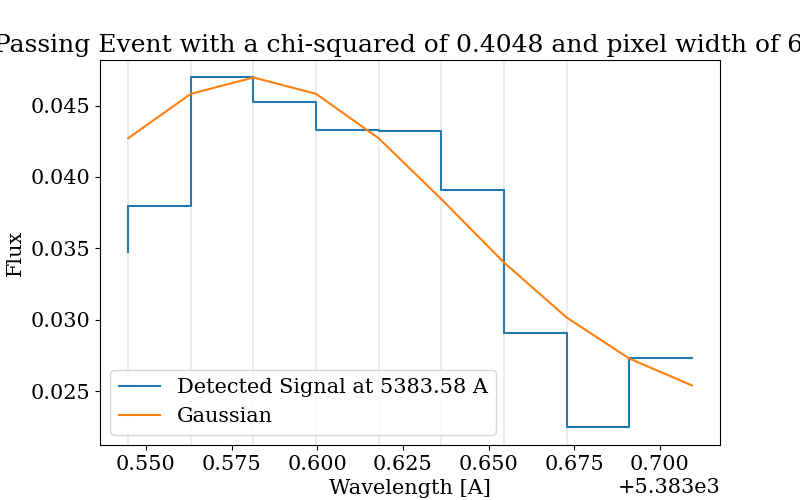 Passing Event with a chi-squared of 0.4048 and pixel width of 6
Flux
0.045
0.040
0.035
0.030
0.025
Detected Signal at 5383.58 A
Gaussian
0.550 0.575 0.600 0.625 0.650 0.675 0.700
Wavelength [A]
+5.383e3